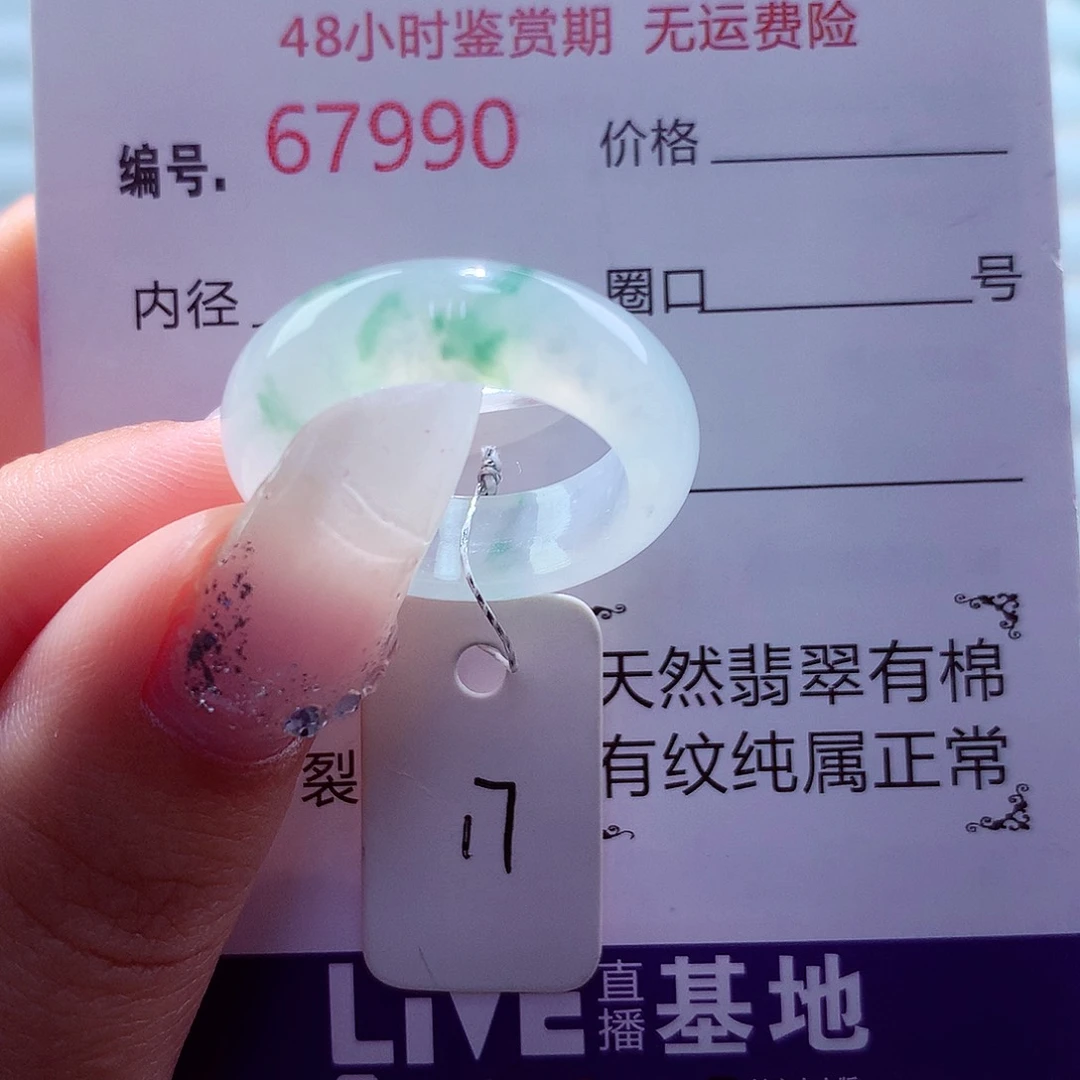 48小时鉴赏期 无运费险
编号. 67990 价格
内径 圈口 号
天然翡翠有棉
裂 有纹纯属正常
17
LIVE 直播 基地